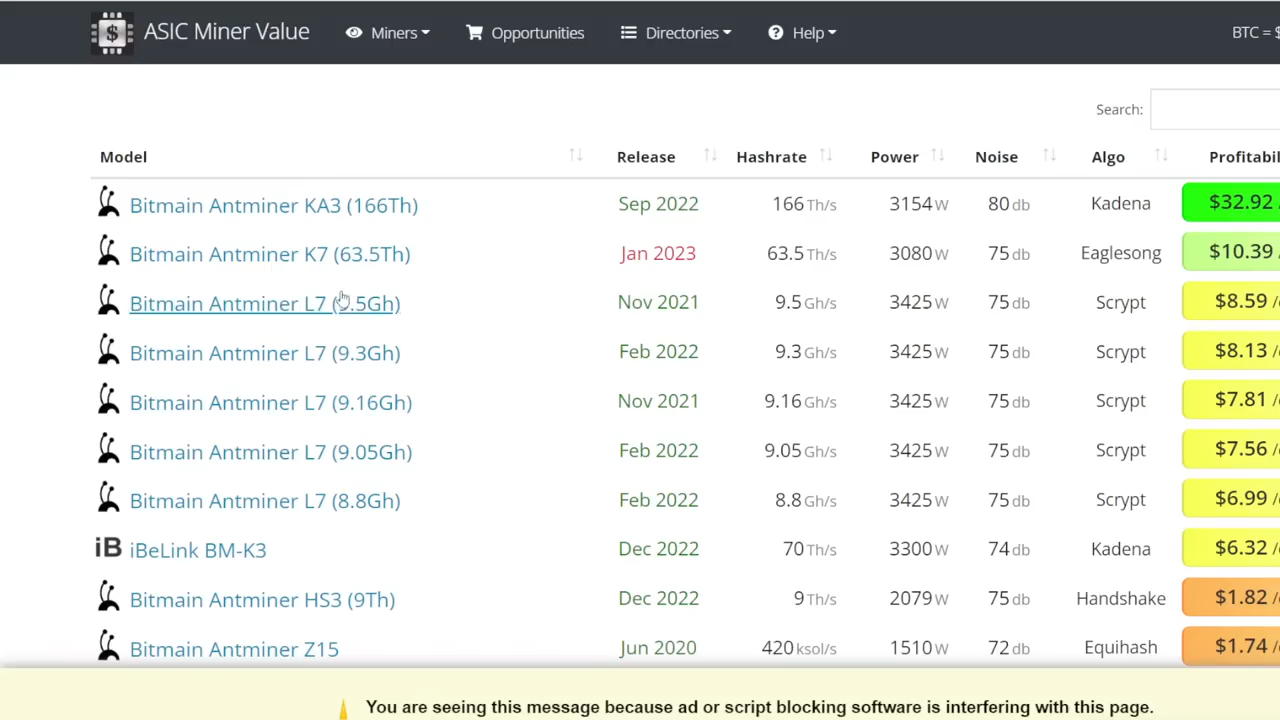 ASIC Miner Value Miners Opportunities Directories Help BTC = $
Search:
Model Release Hashrate Power Noise Algo Profitabil
Bitmain Antminer KA3 (166Th) Sep 2022 166 Th/s 3154 W 80 db Kadena $32.92 /
Bitmain Antminer K7 (63.5Th) Jan 2023 63.5 Th/s 3080 W 75 db Eaglesong $10.39 /
Bitmain Antminer L7 (9.5Gh) Nov 2021 9.5 Gh/s 3425 W 75 db Scrypt $8.59 /
Bitmain Antminer L7 (9.3Gh) Feb 2022 9.3 Gh/s 3425 W 75 db Scrypt $8.13 /
Bitmain Antminer L7 (9.16Gh) Nov 2021 9.16 Gh/s 3425 W 75 db Scrypt $7.81 /
Bitmain Antminer L7 (9.05Gh) Feb 2022 9.05 Gh/s 3425 W 75 db Scrypt $7.56 /
Bitmain Antminer L7 (8.8Gh) Feb 2022 8.8 Gh/s 3425 W 75 db Scrypt $6.99 /
iB iBeLink BM-K3 Dec 2022 70 Th/s 3300 W 74 db Kadena $6.32 /
Bitmain Antminer HS3 (9Th) Dec 2022 9 Th/s 2079 W 75 db Handshake $1.82 /
Bitmain Antminer Z15 Jun 2020 420 ksol/s 1510 W 72 db Equihash $1.74 /
You are seeing this message because ad or script blocking software is interfering with this page.